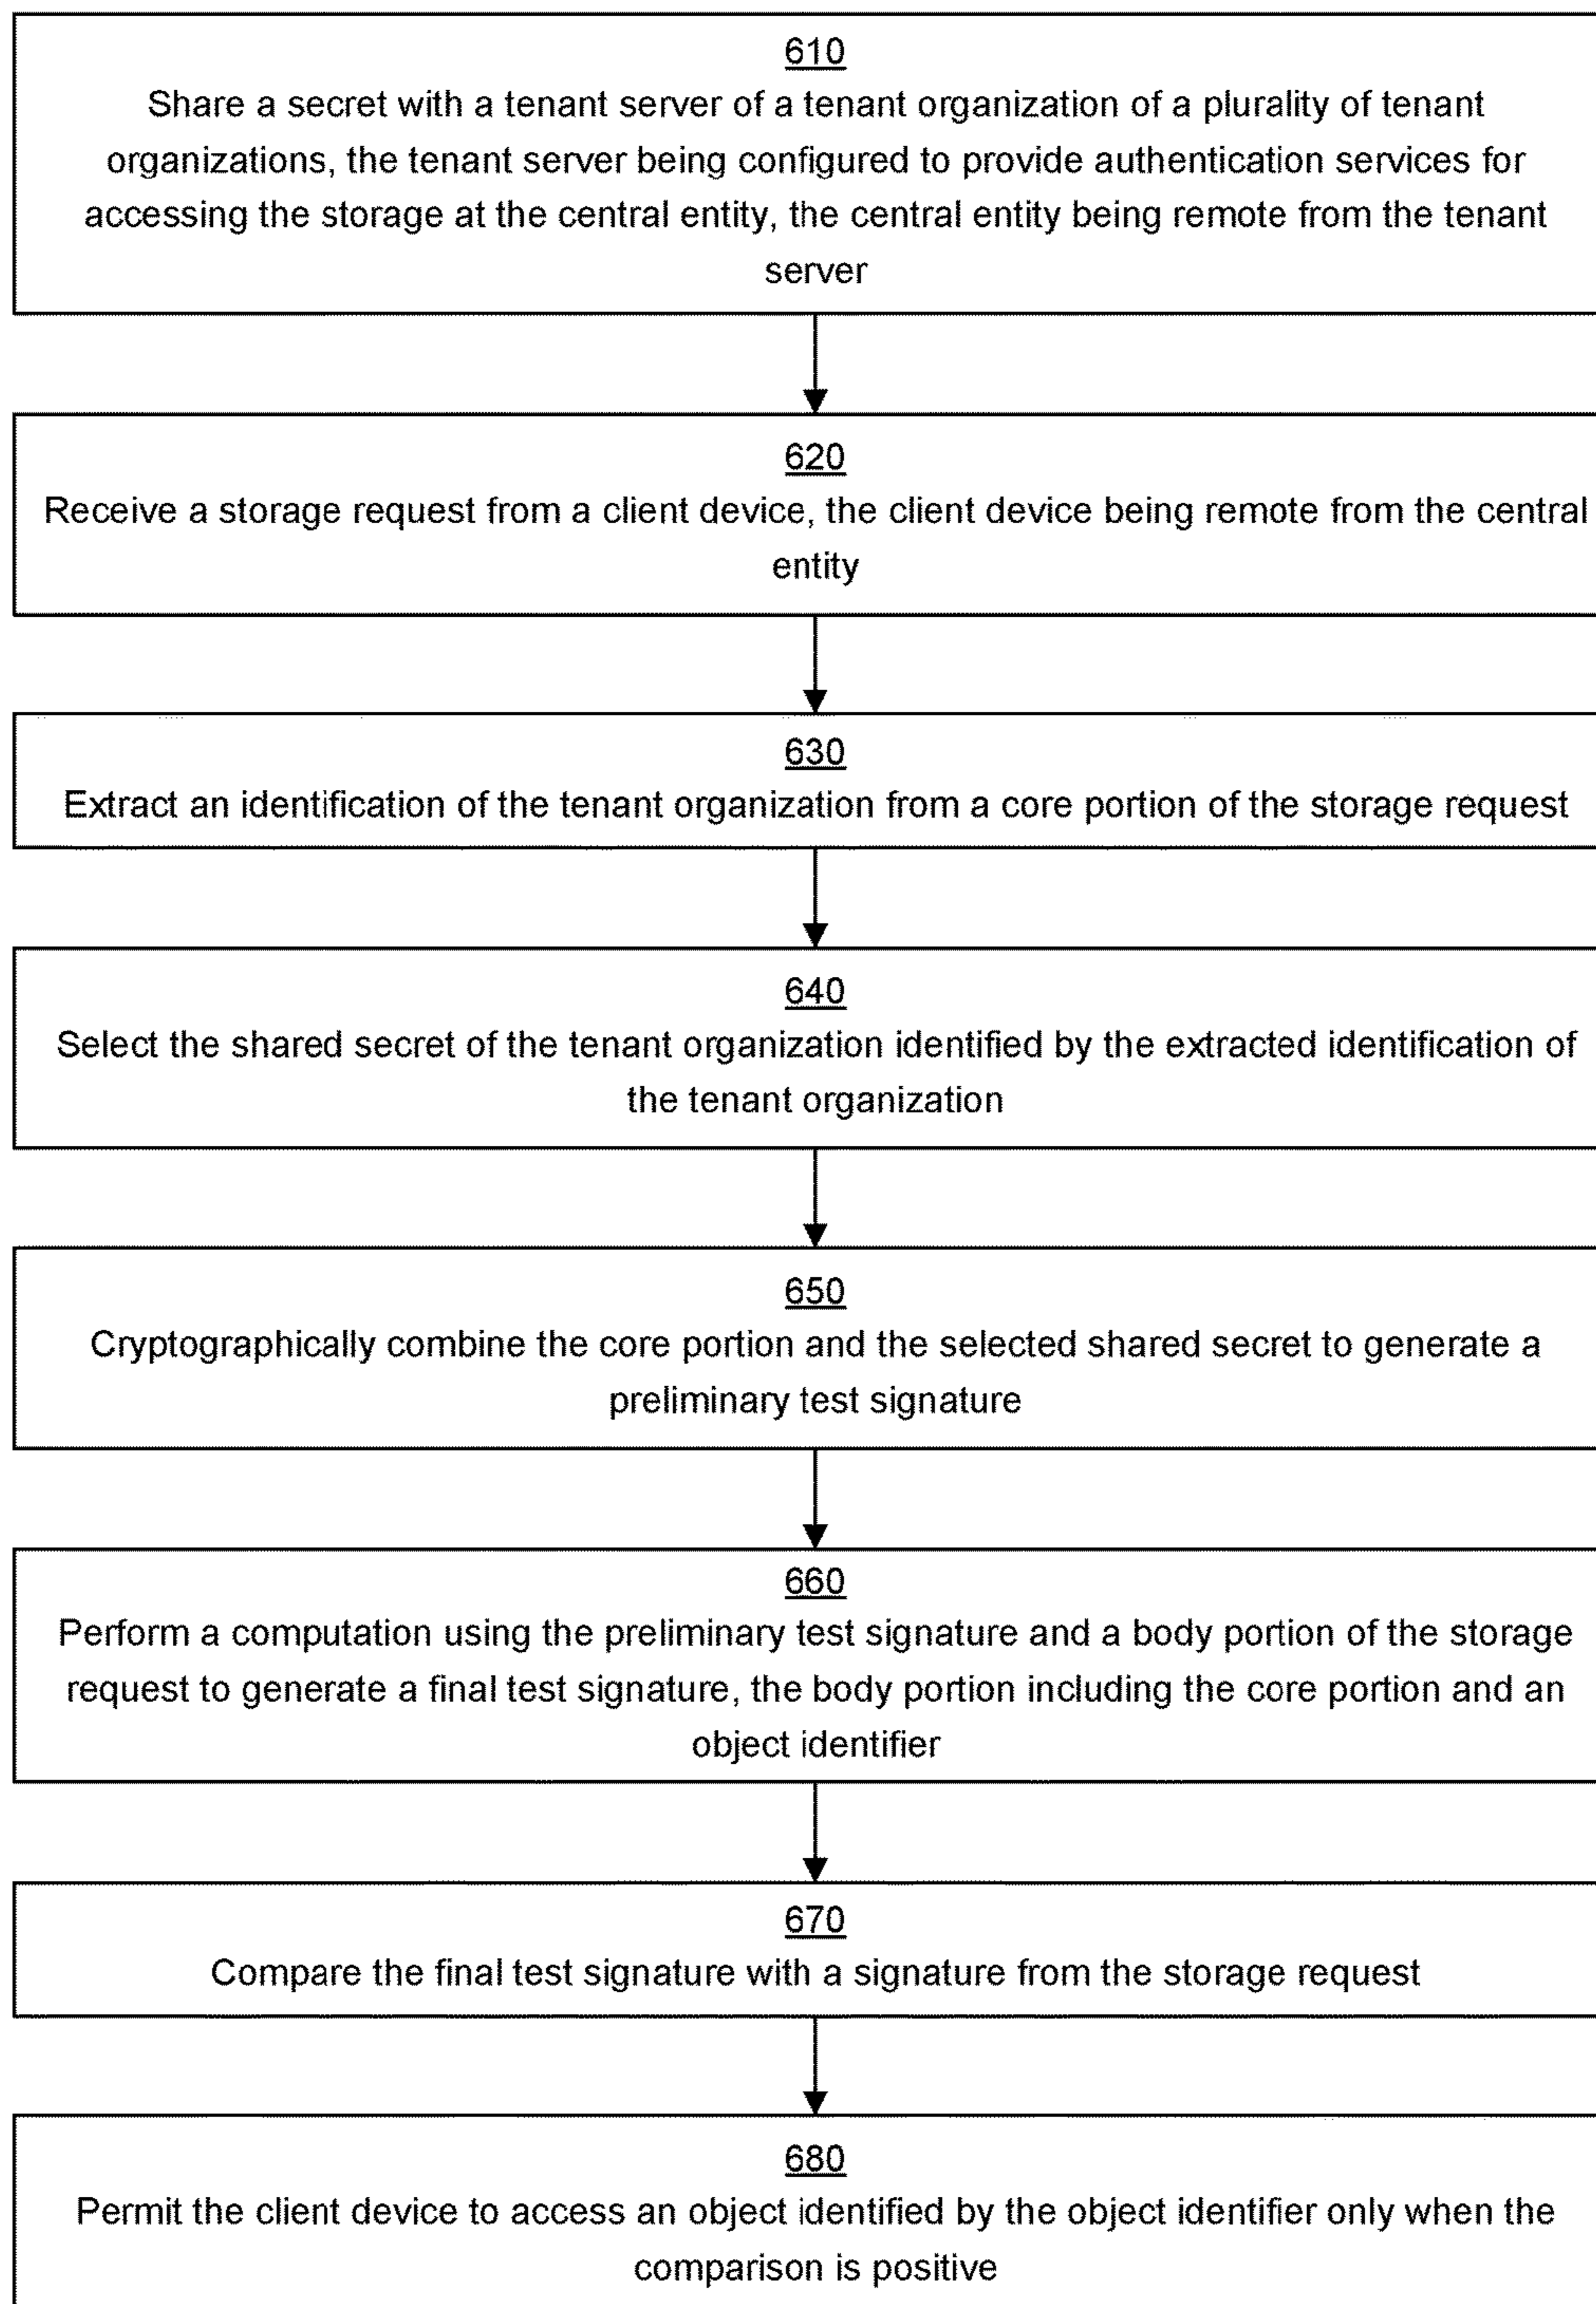 610
Share a secret with a tenant server of a tenant organization of a plurality of tenant
organizations, the tenant server being configured to provide authentication services for
accessing the storage at the central entity, the central entity being remote from the tenant
server
620
Receive a storage request from a client device, the client device being remote from the central
entity
630
Extract an identification of the tenant organization from a core portion of the storage request
640
Select the shared secret of the tenant organization identified by the extracted identification of
the tenant organization
650
Cryptographically combine the core portion and the selected shared secret to generate a
preliminary test signature
660
Perform a computation using the preliminary test signature and a body portion of the storage
request to generate a final test signature, the body portion including the core portion and an
object identifier
670
Compare the final test signature with a signature from the storage request
680
Permit the client device to access an object identified by the object identifier only when the
comparison is positive